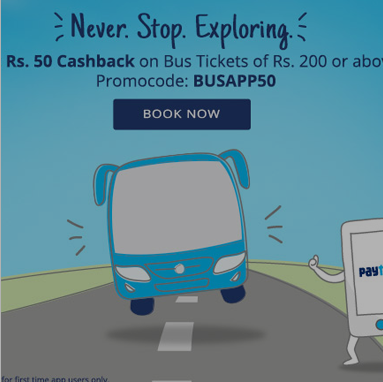 Never. Stop. Exploring.
Rs. 50 Cashback on Bus Tickets of Rs. 200 or
Promocode: BUSAPP50
BOOK NOW
for first time app users only